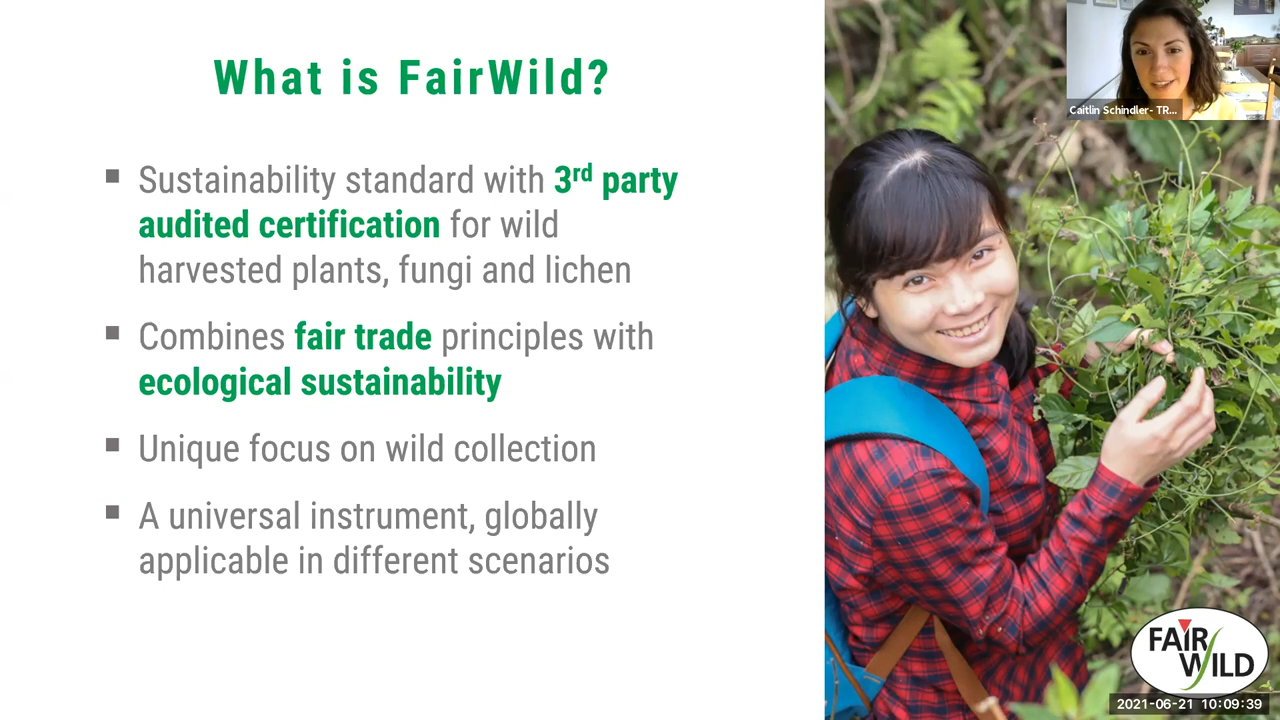 What is FairWild?
Caitlin Schindler- TR...
▪ Sustainability standard with 3rd party
audited certification for wild
harvested plants, fungi and lichen
▪ Combines fair trade principles with
ecological sustainability
▪ Unique focus on wild collection
▪ A universal instrument, globally
applicable in different scenarios
FAIR
WILD
2021-06-21 10:09:39